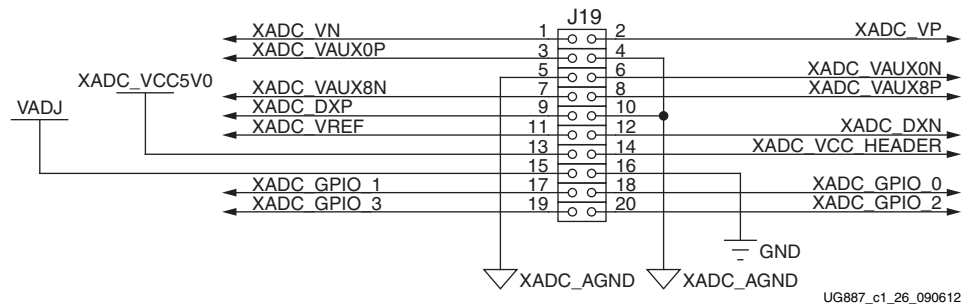 J19
XADC_VN 1 2 XADC_VP
XADC_VAUX0P 3 4
5 6 XADC_VAUX0N
XADC_VCC5V0
XADC_VAUX8N 7 8 XADC_VAUX8P
VADJ
XADC_DXP 9 10
XADC_VREF 11 12 XADC_DXN
13 14 XADC_VCC_HEADER
15 16
XADC_GPIO_1 17 18 XADC_GPIO_0
XADC_GPIO_3 19 20 XADC_GPIO_2
GND
XADC_AGND XADC_AGND
UG887_c1_26_090612